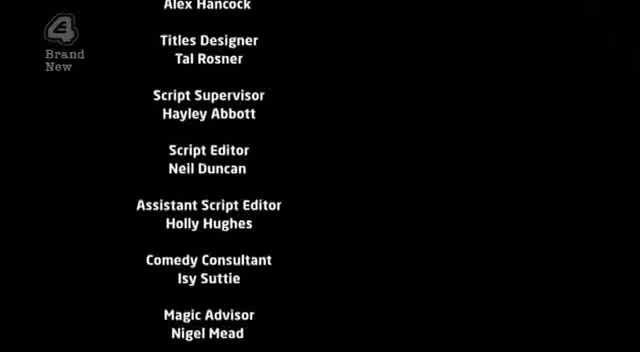 Alex Hancock
4
Brand
New
Titles Designer
Tal Rosner
Script Supervisor
Hayley Abbott
Script Editor
Neil Duncan
Assistant Script Editor
Holly Hughes
Comedy Consultant
Isy Suttie
Magic Advisor
Nigel Mead